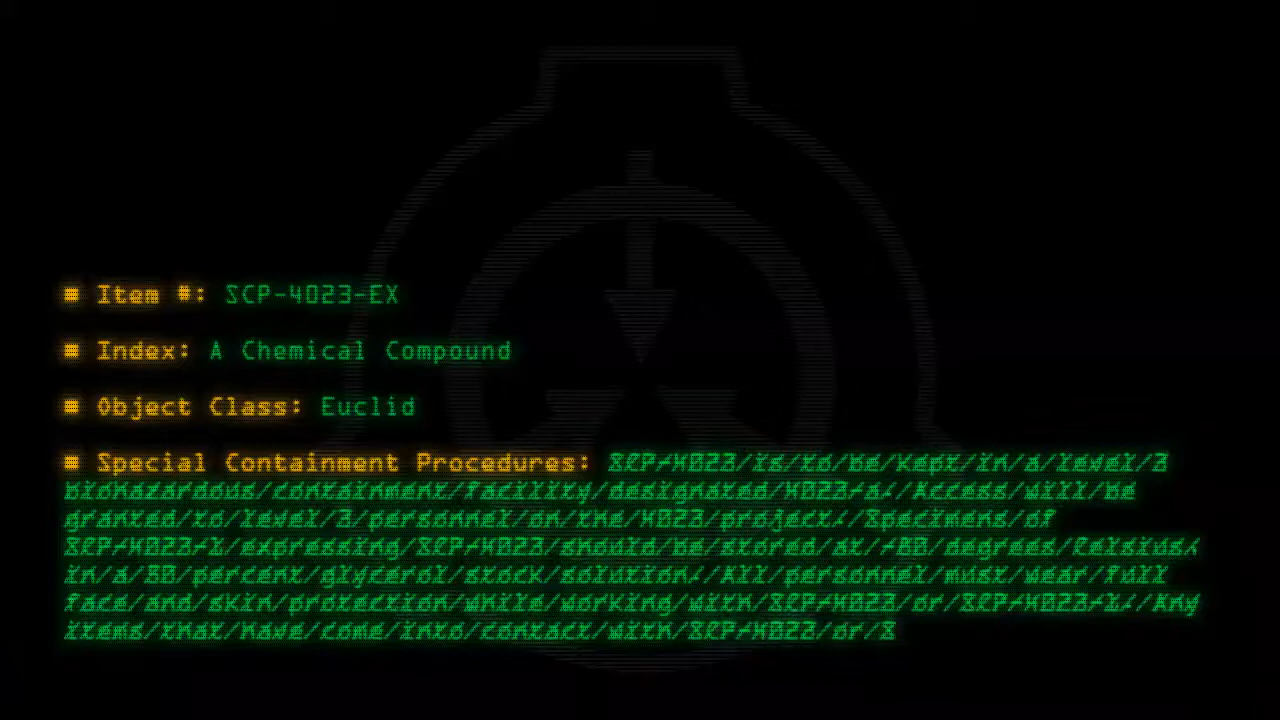 ■ Item #: SCP-4023-EX
■ Index: A Chemical Compound
■ Object Class: Euclid
■ Special Containment Procedures: SCP-4023/is/to/be/kept/in/a/level/3
biohazardous/containment/facility/designated/4023-a./Access/will/be
granted/to/level/3/personnel/on/the/4023/project./Specimens/of
SCP-4023-1/expressing/SCP-4023/should/be/stored/at/-80/degrees/Celsius,
in/a/80/percent/glycerol/stock/solution./All/personnel/must/wear/full
face/and/skin/protection/while/working/with/SCP-4023/or/SCP-4023-1./Any
items/that/have/come/into/contact/with/SCP-4023/or/S